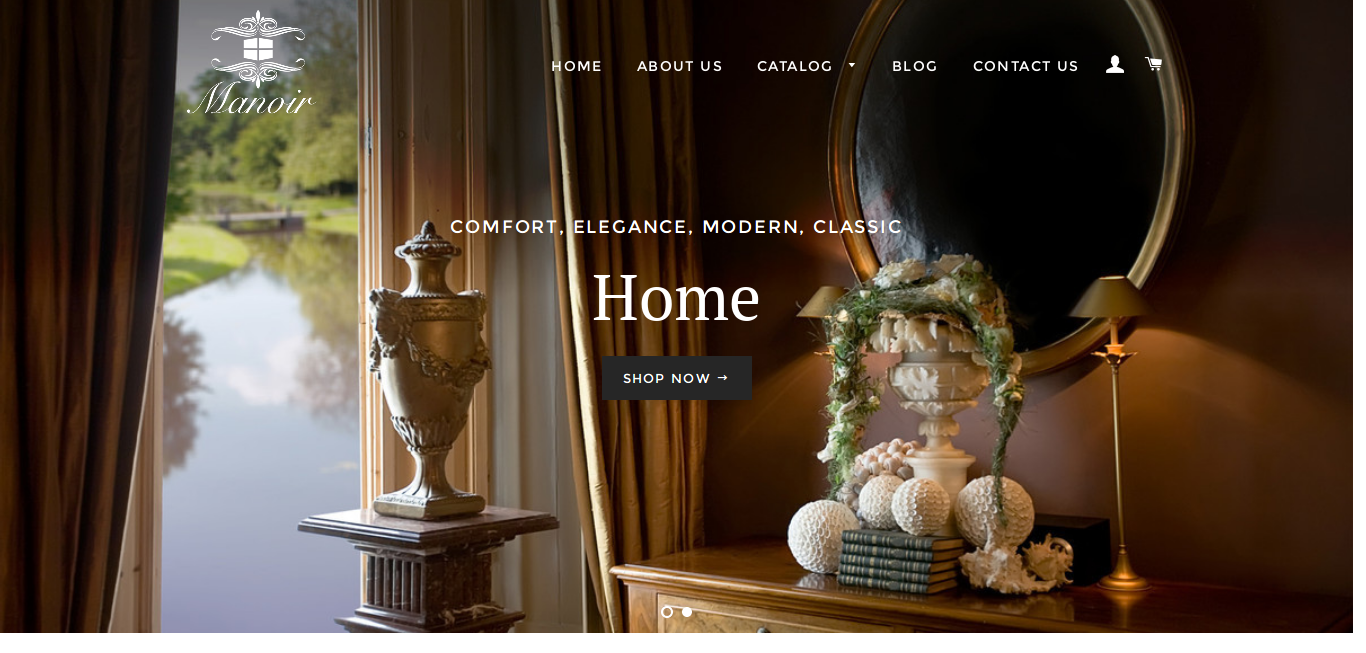 Manoir
HOME ABOUT US CATALOG BLOG CONTACT US
COMFORT, ELEGANCE, MODERN, CLASSIC
Home
SHOP NOW →